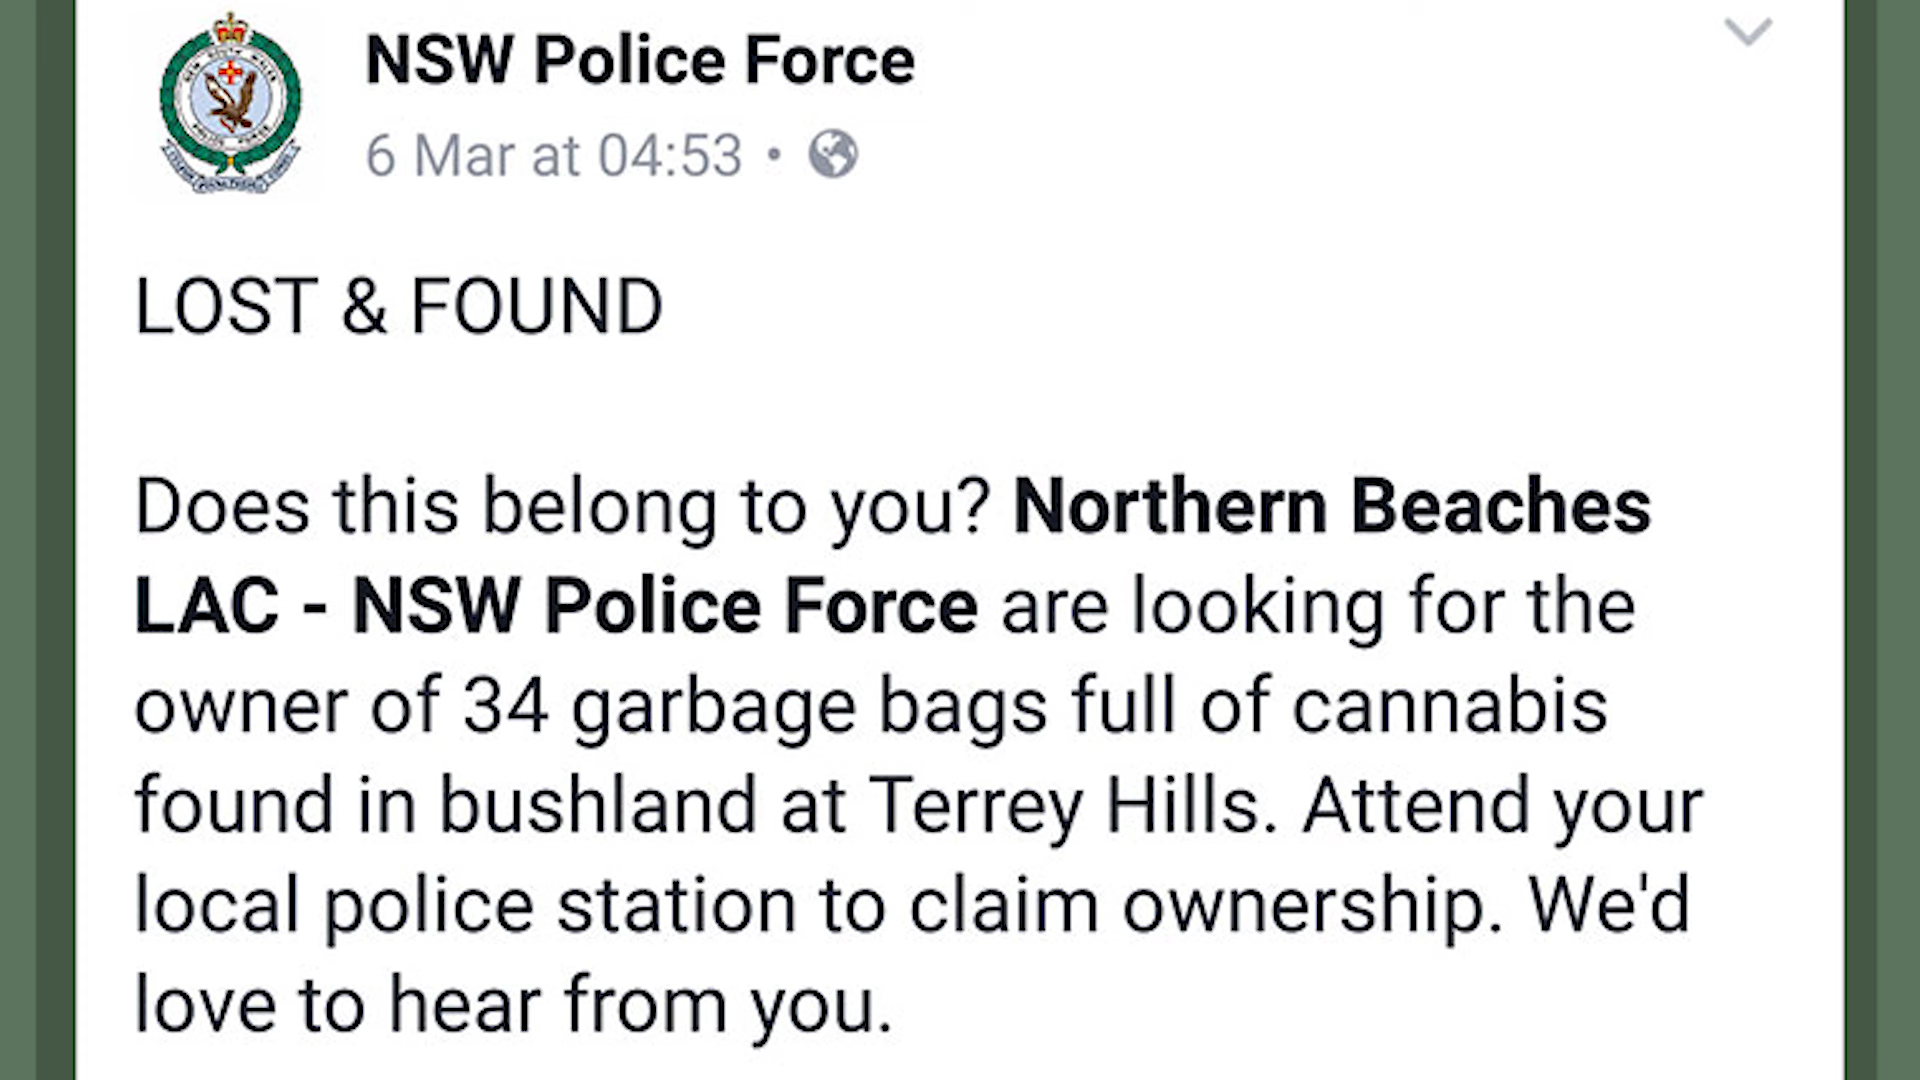 NSW Police Force
6 Mar at 04:53 •
LOST & FOUND
Does this belong to you? Northern Beaches
LAC - NSW Police Force are looking for the
owner of 34 garbage bags full of cannabis
found in bushland at Terrey Hills. Attend your
local police station to claim ownership. We'd
love to hear from you.